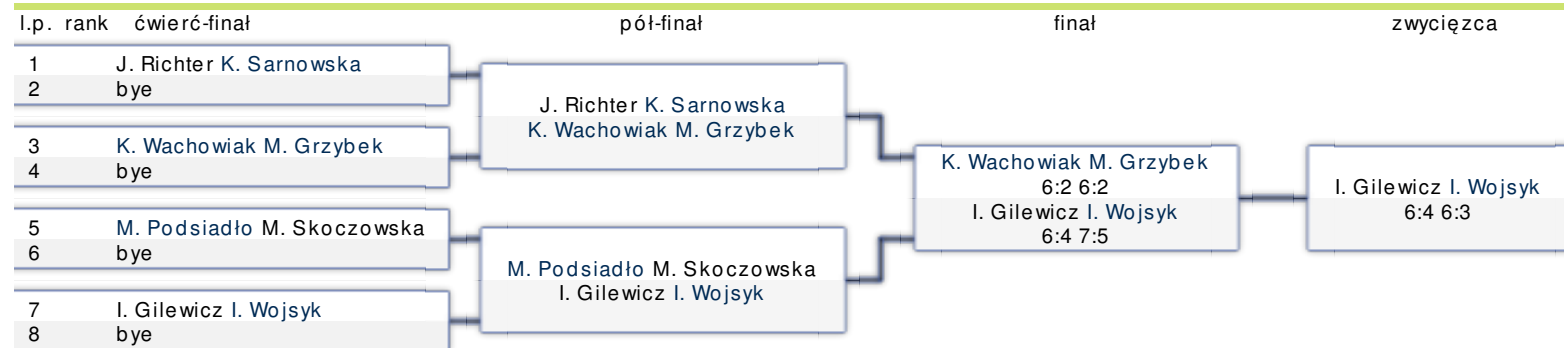 l.p. rank ćwierć-finał pół-finał finał zwycięzca
1 J. Richter K. Sarnowska
2 bye
3 K. Wachowiak M. Grzybek
4 bye
5 M. Podsiadło M. Skoczowska
6 bye
7 I. Gilewicz I. Wojsyk
8 bye
J. Richter K. Sarnowska
K. Wachowiak M. Grzybek
M. Podsiadło M. Skoczowska
I. Gilewicz I. Wojsyk
K. Wachowiak M. Grzybek
6:2 6:2
I. Gilewicz I. Wojsyk
6:4 7:5
I. Gilewicz I. Wojsyk
6:4 6:3